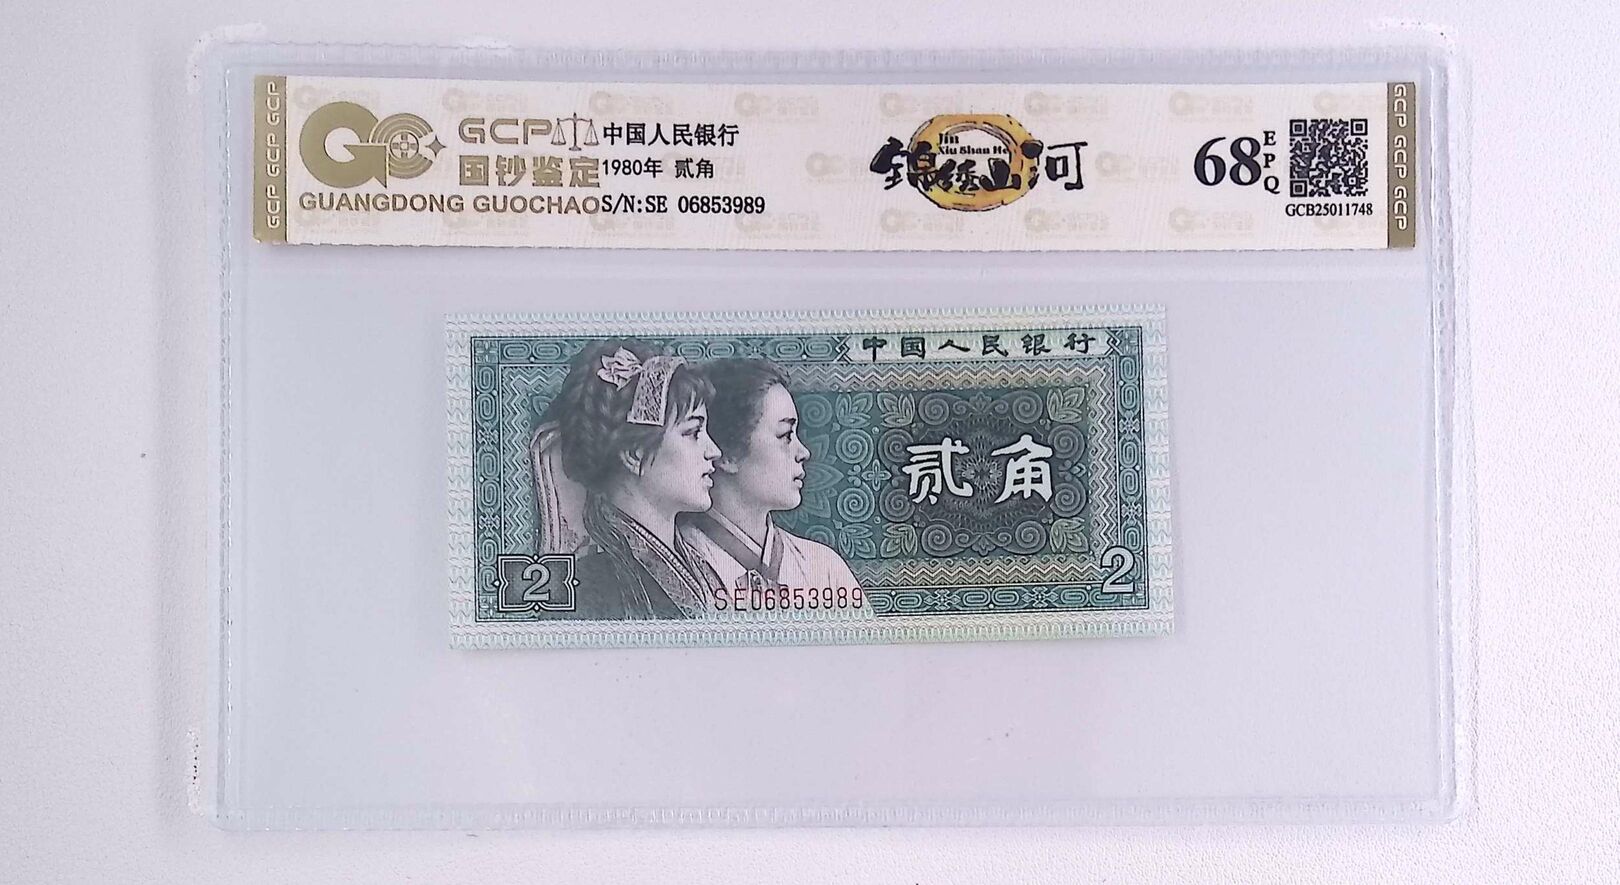 GCP GCP GCP
GCP
国钞鉴定
GUANGDONG GUOCHAO
中国人民银行
1980年 贰角
S/N:SE 06853989
Jin
Xiu Shan He
锦绣山河
68
EPQ
GCB25011748
GCP GCP GCP
中国人民银行
贰角
2
2
SE06853989